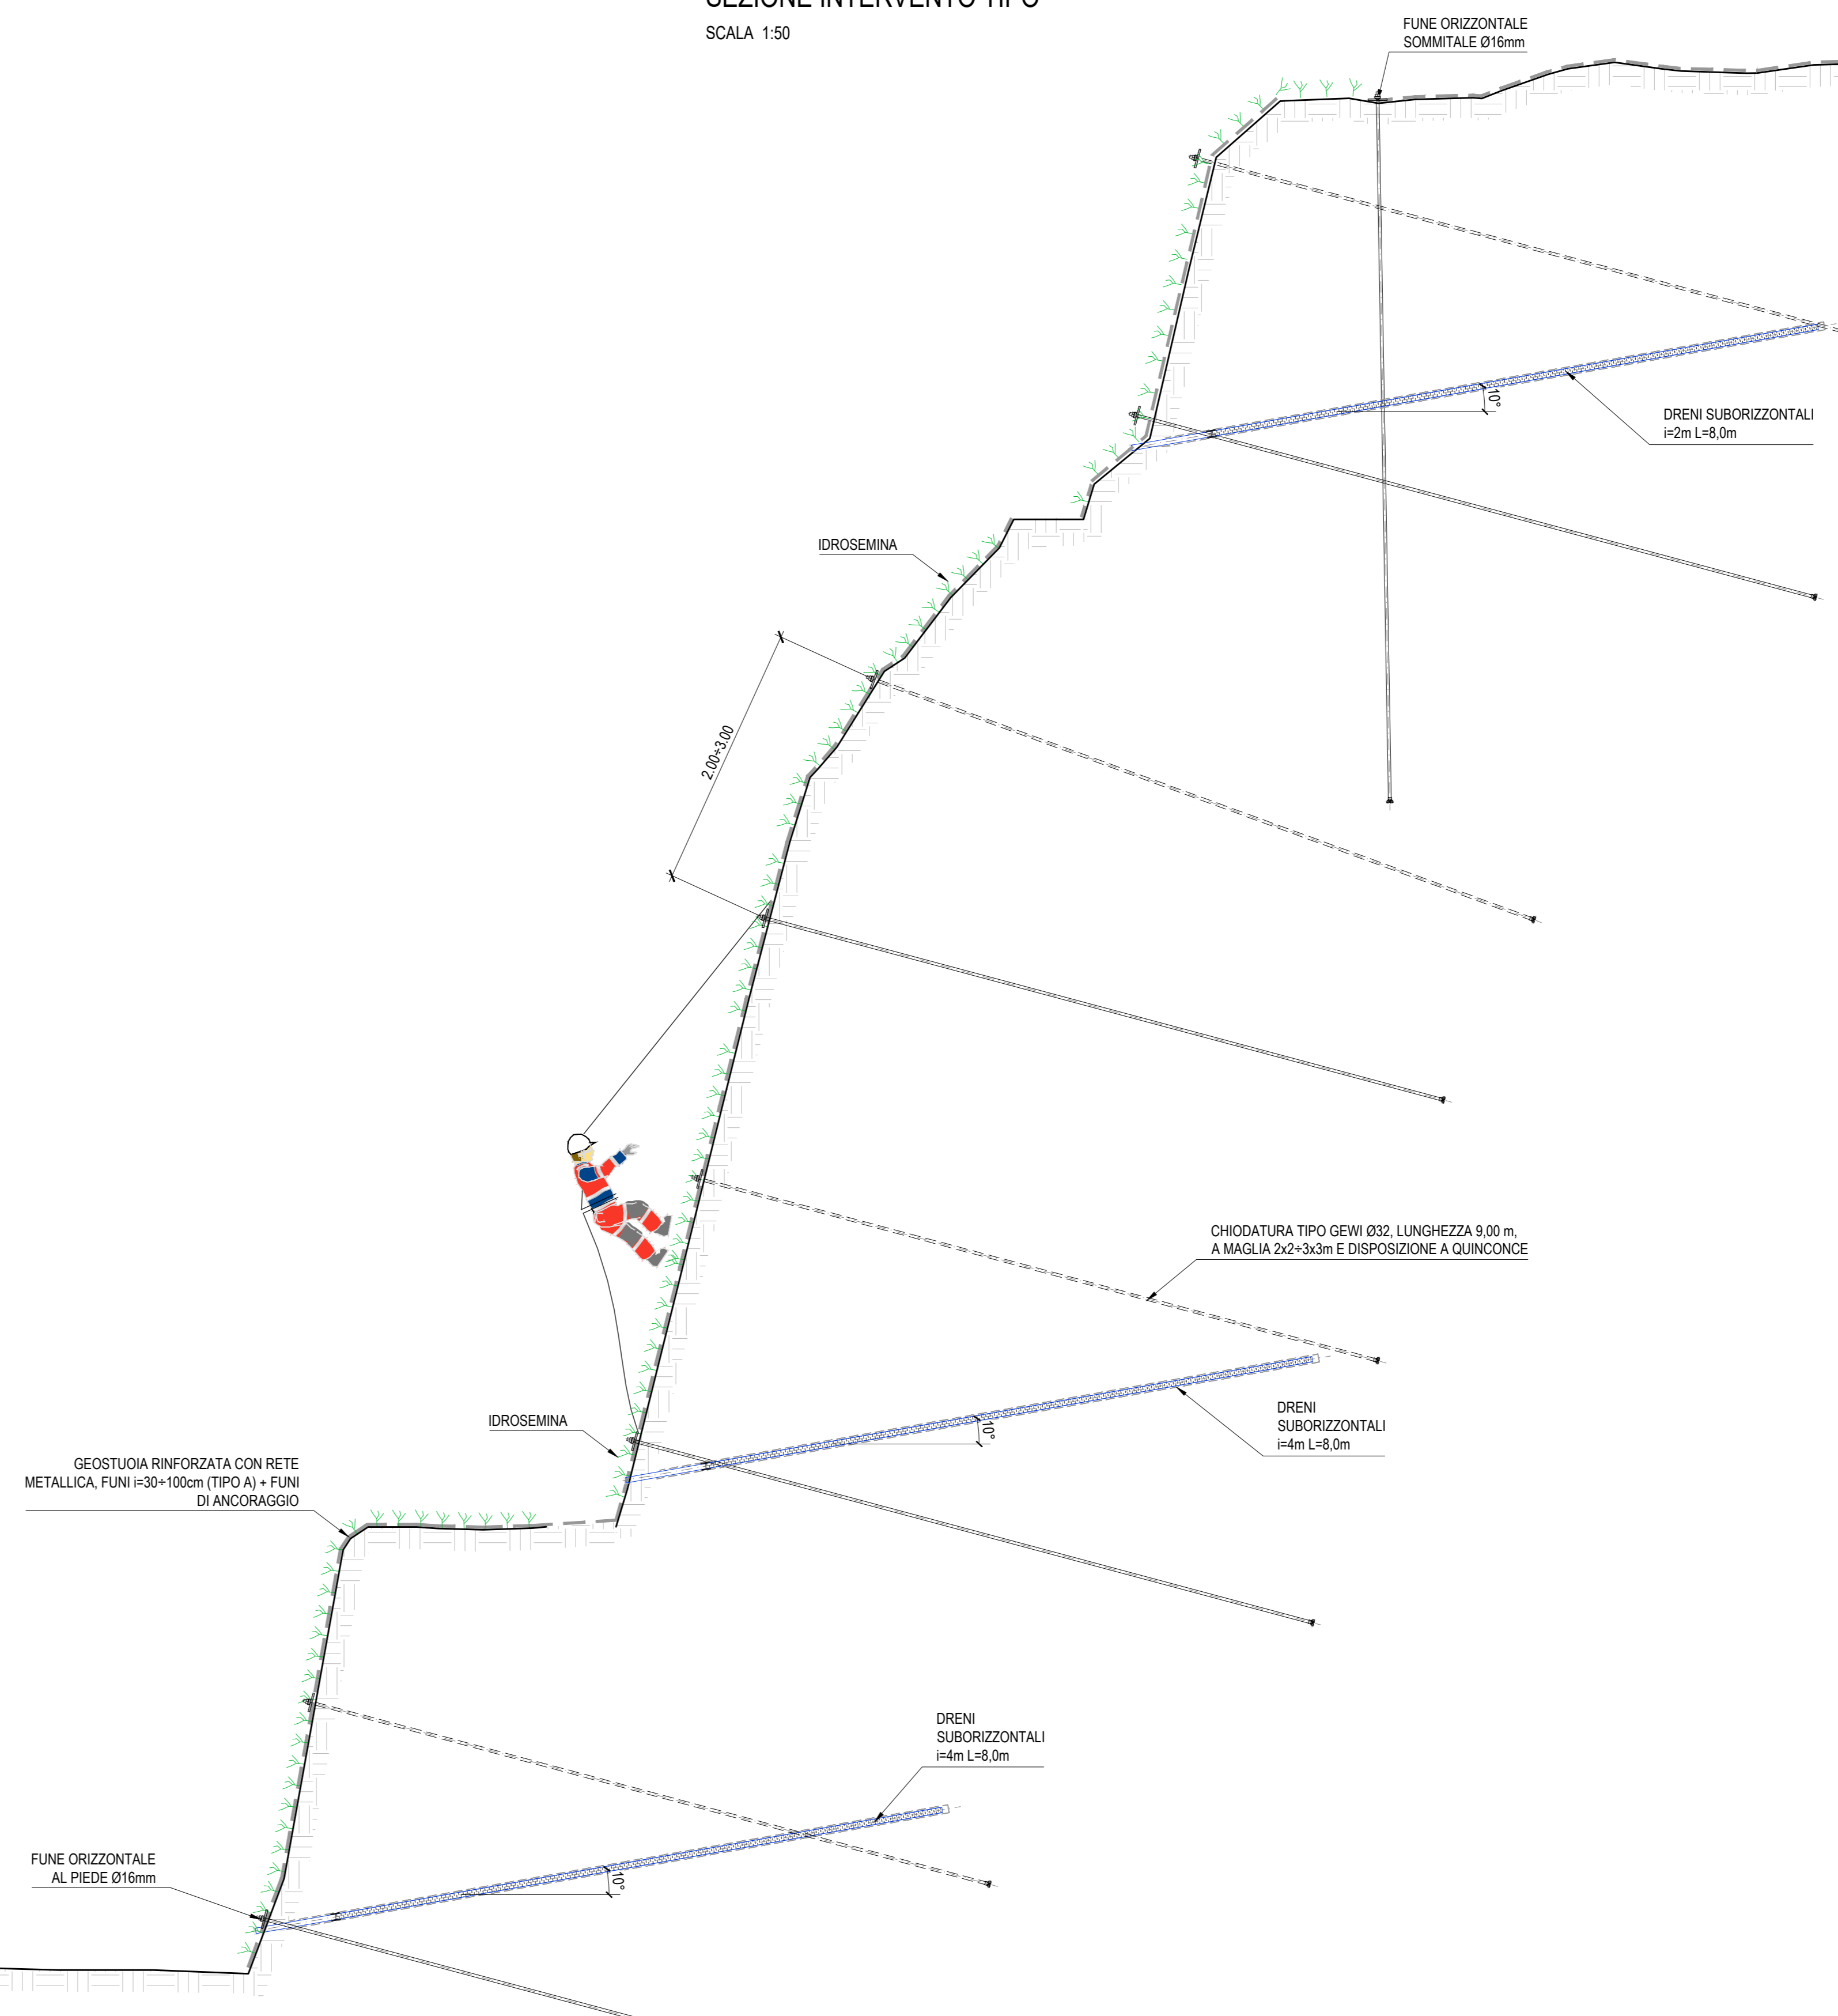 SEZIONE INTERVENTO TIPO
SCALA 1:50
FUNE ORIZZONTALE
SOMMITALE Ø16mm
10°
DRENI SUBORIZZONTALI
i=2m L=8,0m
IDROSEMINA
2.00÷3.00
CHIODATURA TIPO GEWI Ø32, LUNGHEZZA 9,00 m,
A MAGLIA 2x2÷3x3m E DISPOSIZIONE A QUINCONCE
10°
DRENI
SUBORIZZONTALI
i=4m L=8,0m
IDROSEMINA
GEOSTUOIA RINFORZATA CON RETE
METALLICA, FUNI i=30÷100cm (TIPO A) + FUNI
DI ANCORAGGIO
DRENI
SUBORIZZONTALI
i=4m L=8,0m
10°
FUNE ORIZZONTALE
AL PIEDE Ø16mm